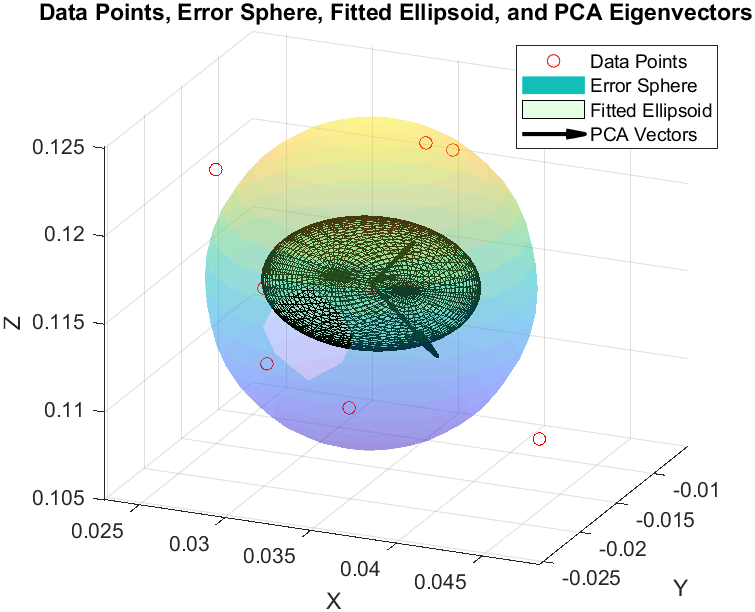 Data Points, Error Sphere, Fitted Ellipsoid, and PCA Eigenvectors
Data Points
Error Sphere
Fitted Ellipsoid
PCA Vectors
0.125
0.12
0.115
0.11
0.105
Z
0.025
0.03
0.035
0.04
0.045
X
-0.01
-0.015
-0.02
-0.025
Y